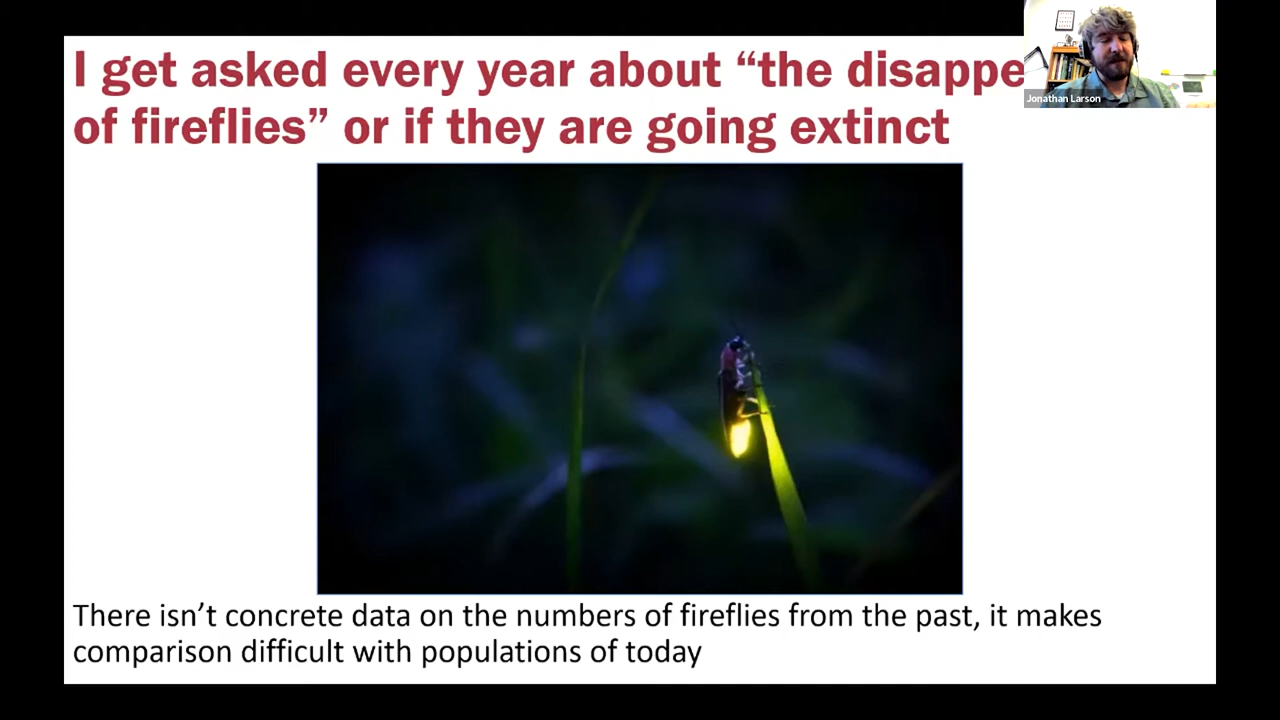 I get asked every year about “the disappe
of fireflies” or if they are going extinct
Jonathan Larson
There isn’t concrete data on the numbers of fireflies from the past, it makes
comparison difficult with populations of today